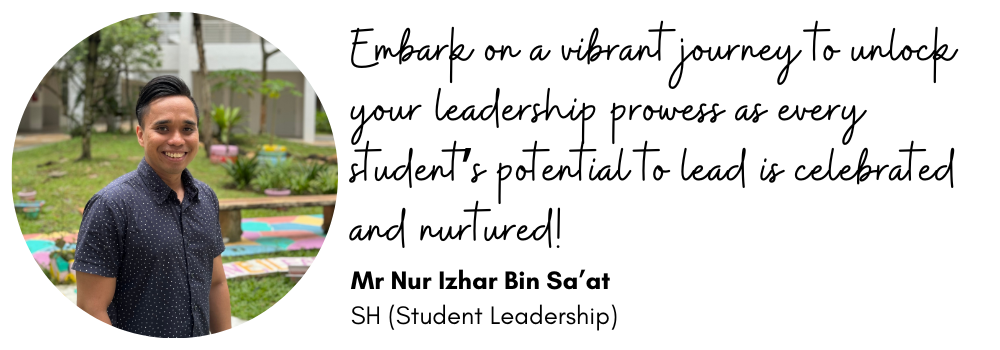 Embark on a vibrant journey to unlock
your leadership prowess as every
student's potential to lead is celebrated
and nurtured!
Mr Nur Izhar Bin Sa’at
SH (Student Leadership)